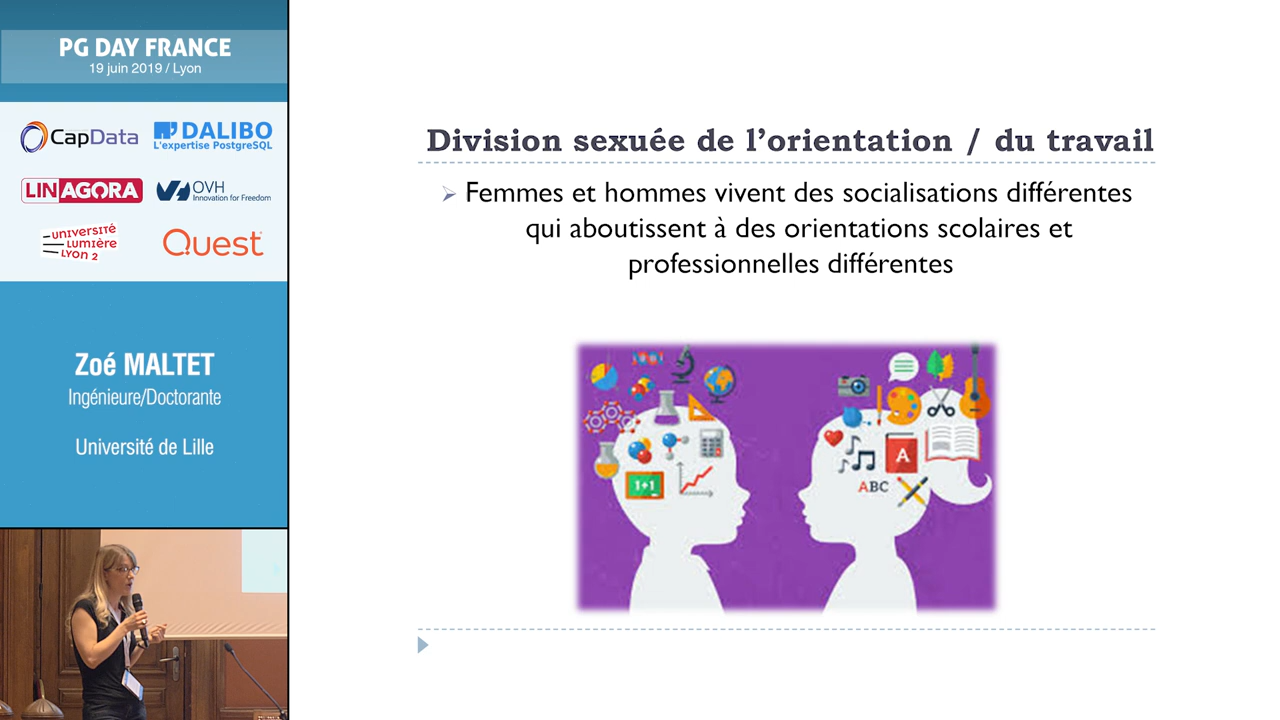 PG DAY FRANCE
19 juin 2019 / Lyon
CapData
DALIBO
L'expertise PostgreSQL
LINAGORA
OVH
Innovation for Freedom
UNIVERSITÉ
LUMIÈRE
LYON 2
Quest
Zoé MALTET
Ingénieure/Doctorante
Université de Lille
Division sexuée de l'orientation / du travail
Femmes et hommes vivent des socialisations différentes
qui aboutissent à des orientations scolaires et
professionnelles différentes
1+1
A
ABC